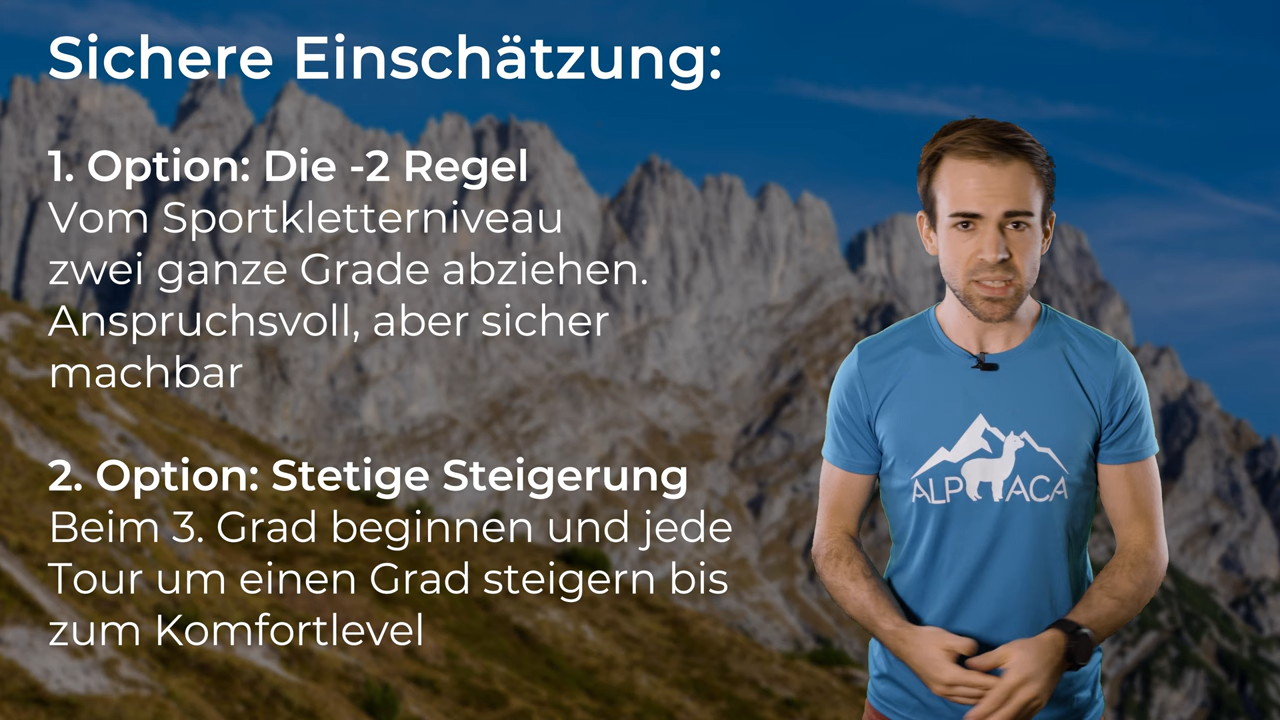 Sichere Einschätzung:
1. Option: Die -2 Regel
Vom Sportkletterniveau
zwei ganze Grade abziehen.
Anspruchsvoll, aber sicher
machbar
2. Option: Stetige Steigerung
Beim 3. Grad beginnen und jede
Tour um einen Grad steigern bis
zum Komfortlevel
ALPACA